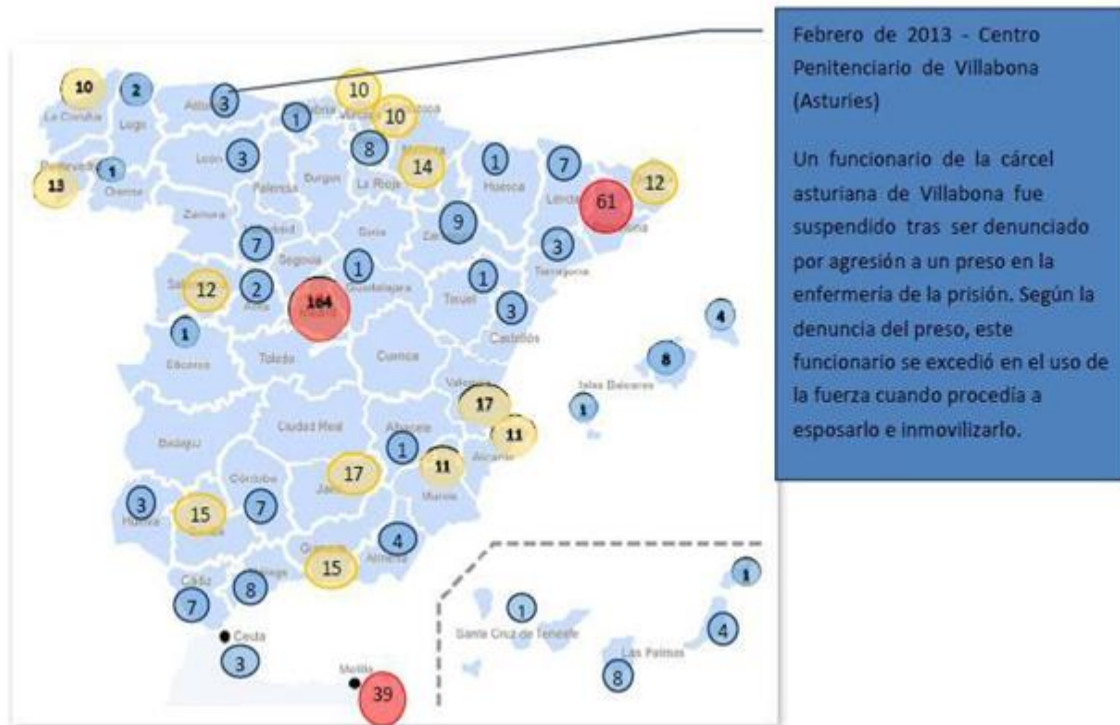 Febrero de 2013 - Centro
Penitenciario de Villabona
(Asturies)
Un funcionario de la cárcel
asturiana de Villabona fue
suspendido tras ser denunciado
por agresión a un preso en la
enfermería de la prisión. Según la
denuncia del preso, este
funcionario se excedió en el uso de
la fuerza cuando procedía a
esposarlo e inmovilizarlo.
10
2
3
1
10
10
La Coruña
Lugo
13
1
Orense
León
3
Palencia
Burgos
8
La Rioja
14
1
Huesca
7
Lérida
61
12
Zamora
7
Segovia
Soria
9
3
Tarragona
12
2
164
1
Guadalajara
1
Teruel
3
Castellón
1
Cáceres
Toledo
Cuenca
4
8
Islas Baleares
1
17
11
Alicante
Badajoz
Ciudad Real
Albacete
1
11
Murcia
3
Huelva
15
Córdoba
7
17
4
Almería
15
Cádiz
7
8
Ceuta
3
Melilla
39
1
Santa Cruz de Tenerife
8
Las Palmas
4
1